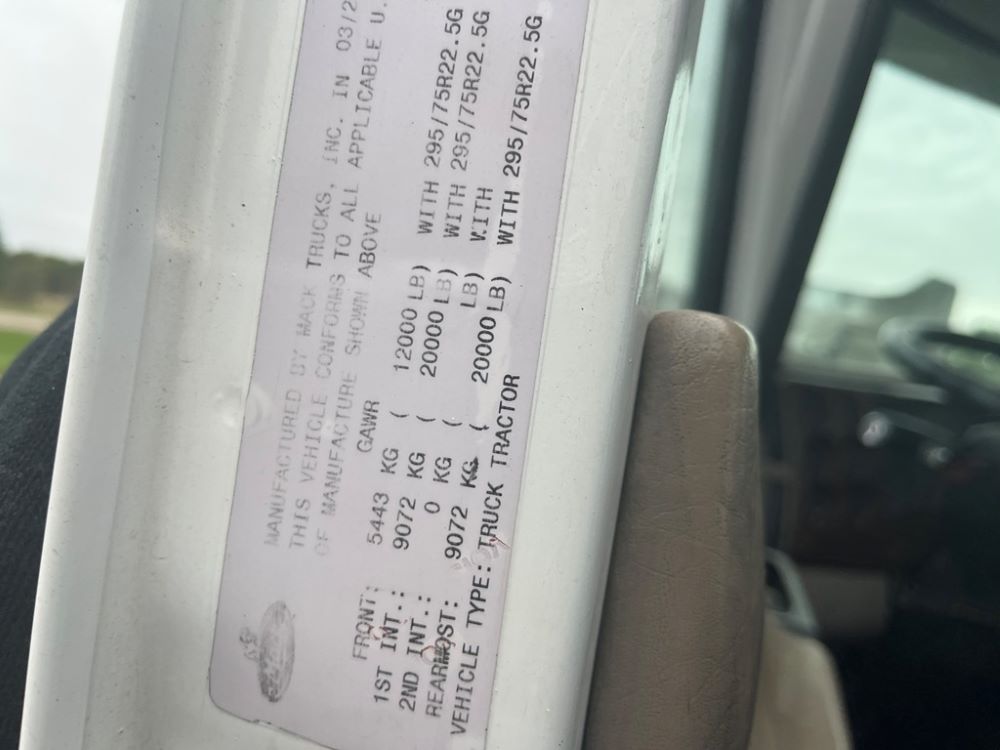 MANUFACTURED BY MACK TRUCKS, INC. IN 03/2
THIS VEHICLE CONFORMS TO ALL APPLICABLE U.
OF MANUFACTURE SHOWN ABOVE
GAWR
FRONT: 5443 KG ( 12000 LB) WITH 295/75R22.5G
1ST INT.: 9072 KG ( 20000 LB) WITH 295/75R22.5G
2ND INT.: 0 KG ( LB) WITH
REARMOST: 9072 KG ( 20000 LB) WITH 295/75R22.5G
VEHICLE TYPE: TRUCK TRACTOR